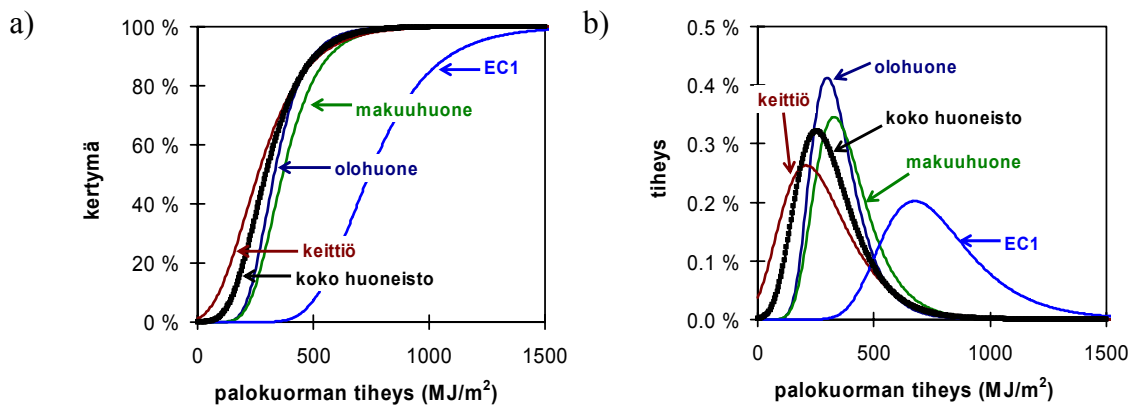 a)
kertymä
100 %
80 %
60 %
40 %
20 %
0 %
EC1
makuuhuone
olohuone
keittiö
koko huoneisto
0
500
1000
1500
palokuorman tiheys (MJ/m²)
b)
tiheys
0.5 %
0.4 %
0.3 %
0.2 %
0.1 %
0.0 %
olohuone
keittiö
koko huoneisto
makuuhuone
EC1
0
500
1000
1500
palokuorman tiheys (MJ/m²)